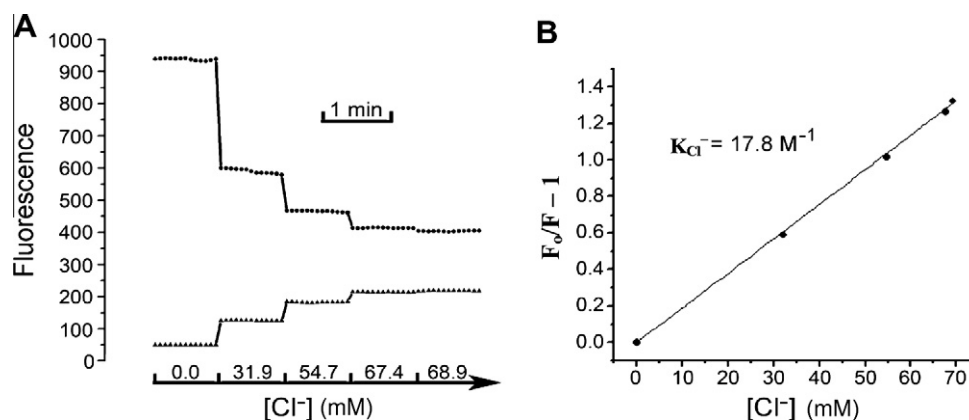 A
1000
900
800
700
600
500
400
300
200
100
0
Fluorescence
1 min
0.0 31.9 54.7 67.4 68.9
[Cl⁻] (mM)
B
1.4
1.2
1.0
0.8
0.6
0.4
0.2
0.0
Fₒ/F − 1
K_Cl⁻ = 17.8 M⁻¹
0 10 20 30 40 50 60 70
[Cl⁻] (mM)